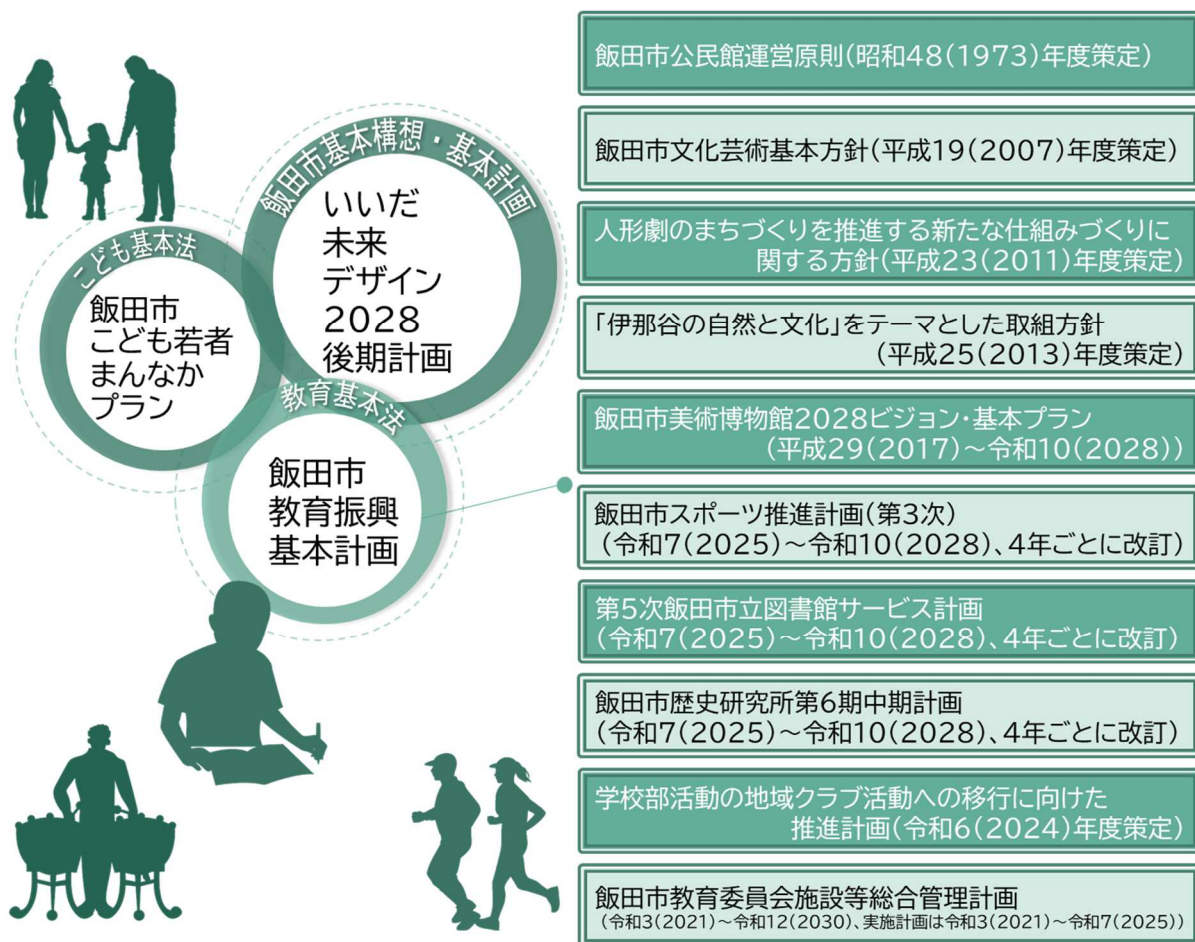 飯田市基本構想・基本計画
いいだ
未来
デザイン
2028
後期計画
こども基本法
飯田市
こども若者
まんなか
プラン
教育基本法
飯田市
教育振興
基本計画
飯田市公民館運営原則(昭和48(1973)年度策定)
飯田市文化芸術基本方針(平成19(2007)年度策定)
人形劇のまちづくりを推進する新たな仕組みづくりに
関する方針(平成23(2011)年度策定)
「伊那谷の自然と文化」をテーマとした取組方針
(平成25(2013)年度策定)
飯田市美術博物館2028ビジョン・基本プラン
(平成29(2017)～令和10(2028))
飯田市スポーツ推進計画(第3次)
(令和7(2025)～令和10(2028)、4年ごとに改訂)
第5次飯田市立図書館サービス計画
(令和7(2025)～令和10(2028)、4年ごとに改訂)
飯田市歴史研究所第6期中期計画
(令和7(2025)～令和10(2028)、4年ごとに改訂)
学校部活動の地域クラブ活動への移行に向けた
推進計画(令和6(2024)年度策定)
飯田市教育委員会施設等総合管理計画
(令和3(2021)～令和12(2030)、実施計画は令和3(2021)～令和7(2025))